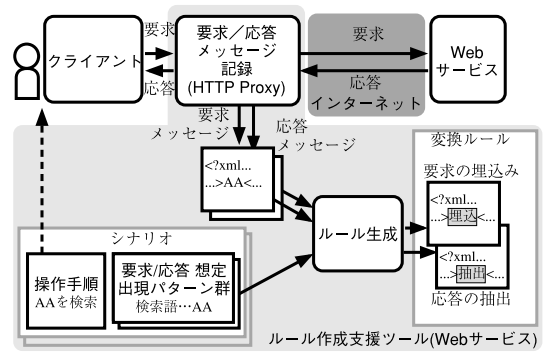 クライアント
要求
応答
要求／応答
メッセージ
記録
(HTTP Proxy)
要求
応答
インターネット
Web
サービス
要求
メッセージ
応答
メッセージ
<?xml...
...>AA<...
変換ルール
要求の埋込み
<?xml...
...>埋込<...
<?xml...
...>抽出<...
応答の抽出
ルール生成
シナリオ
操作手順
AAを検索
要求/応答 想定
出現パターン群
検索語…AA
ルール作成支援ツール(Webサービス)